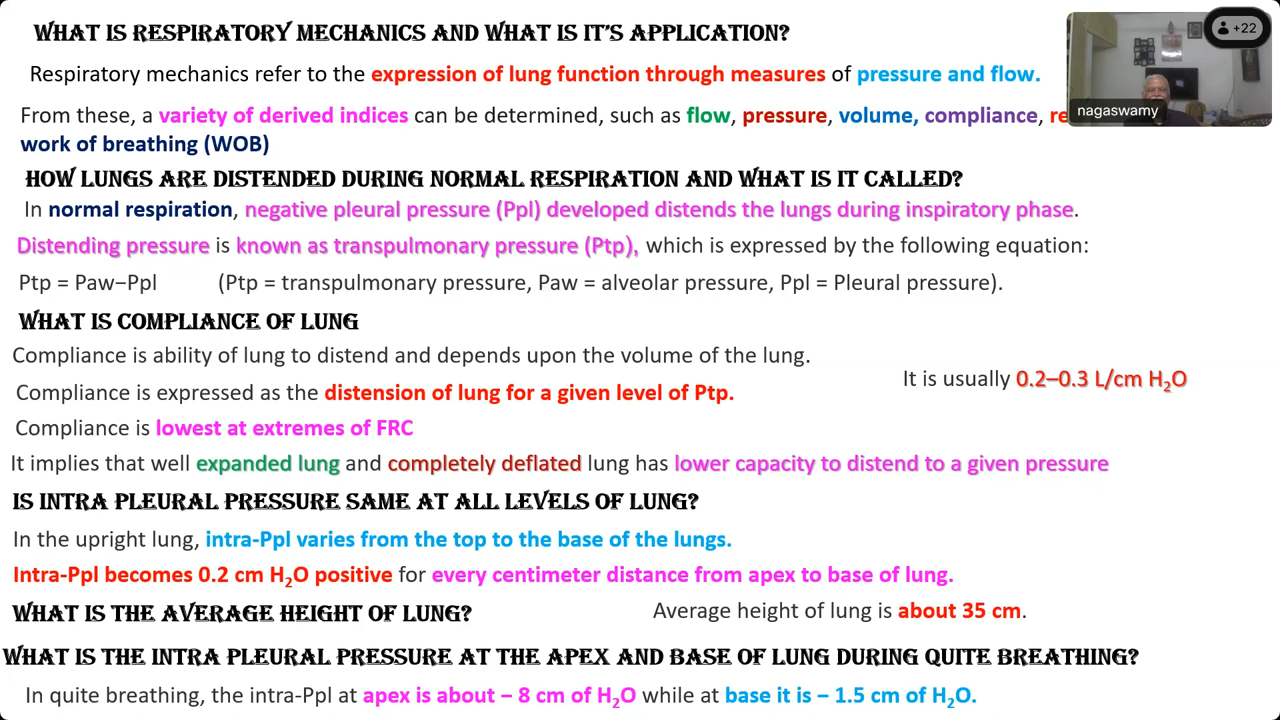 WHAT IS RESPIRATORY MECHANICS AND WHAT IS IT'S APPLICATION?
+22
Respiratory mechanics refer to the expression of lung function through measures of pressure and flow.
nagaswamy
From these, a variety of derived indices can be determined, such as flow, pressure, volume, compliance,
work of breathing (WOB)
HOW LUNGS ARE DISTENDED DURING NORMAL RESPIRATION AND WHAT IS IT CALLED?
In normal respiration, negative pleural pressure (Ppl) developed distends the lungs during inspiratory phase.
Distending pressure is known as transpulmonary pressure (Ptp), which is expressed by the following equation:
Ptp = Paw−Ppl (Ptp = transpulmonary pressure, Paw = alveolar pressure, Ppl = Pleural pressure).
WHAT IS COMPLIANCE OF LUNG
Compliance is ability of lung to distend and depends upon the volume of the lung.
It is usually 0.2–0.3 L/cm H₂O
Compliance is expressed as the distension of lung for a given level of Ptp.
Compliance is lowest at extremes of FRC
It implies that well expanded lung and completely deflated lung has lower capacity to distend to a given pressure
IS INTRA PLEURAL PRESSURE SAME AT ALL LEVELS OF LUNG?
In the upright lung, intra-Ppl varies from the top to the base of the lungs.
Intra-Ppl becomes 0.2 cm H₂O positive for every centimeter distance from apex to base of lung.
WHAT IS THE AVERAGE HEIGHT OF LUNG?
Average height of lung is about 35 cm.
WHAT IS THE INTRA PLEURAL PRESSURE AT THE APEX AND BASE OF LUNG DURING QUITE BREATHING?
In quite breathing, the intra-Ppl at apex is about − 8 cm of H₂O while at base it is − 1.5 cm of H₂O.